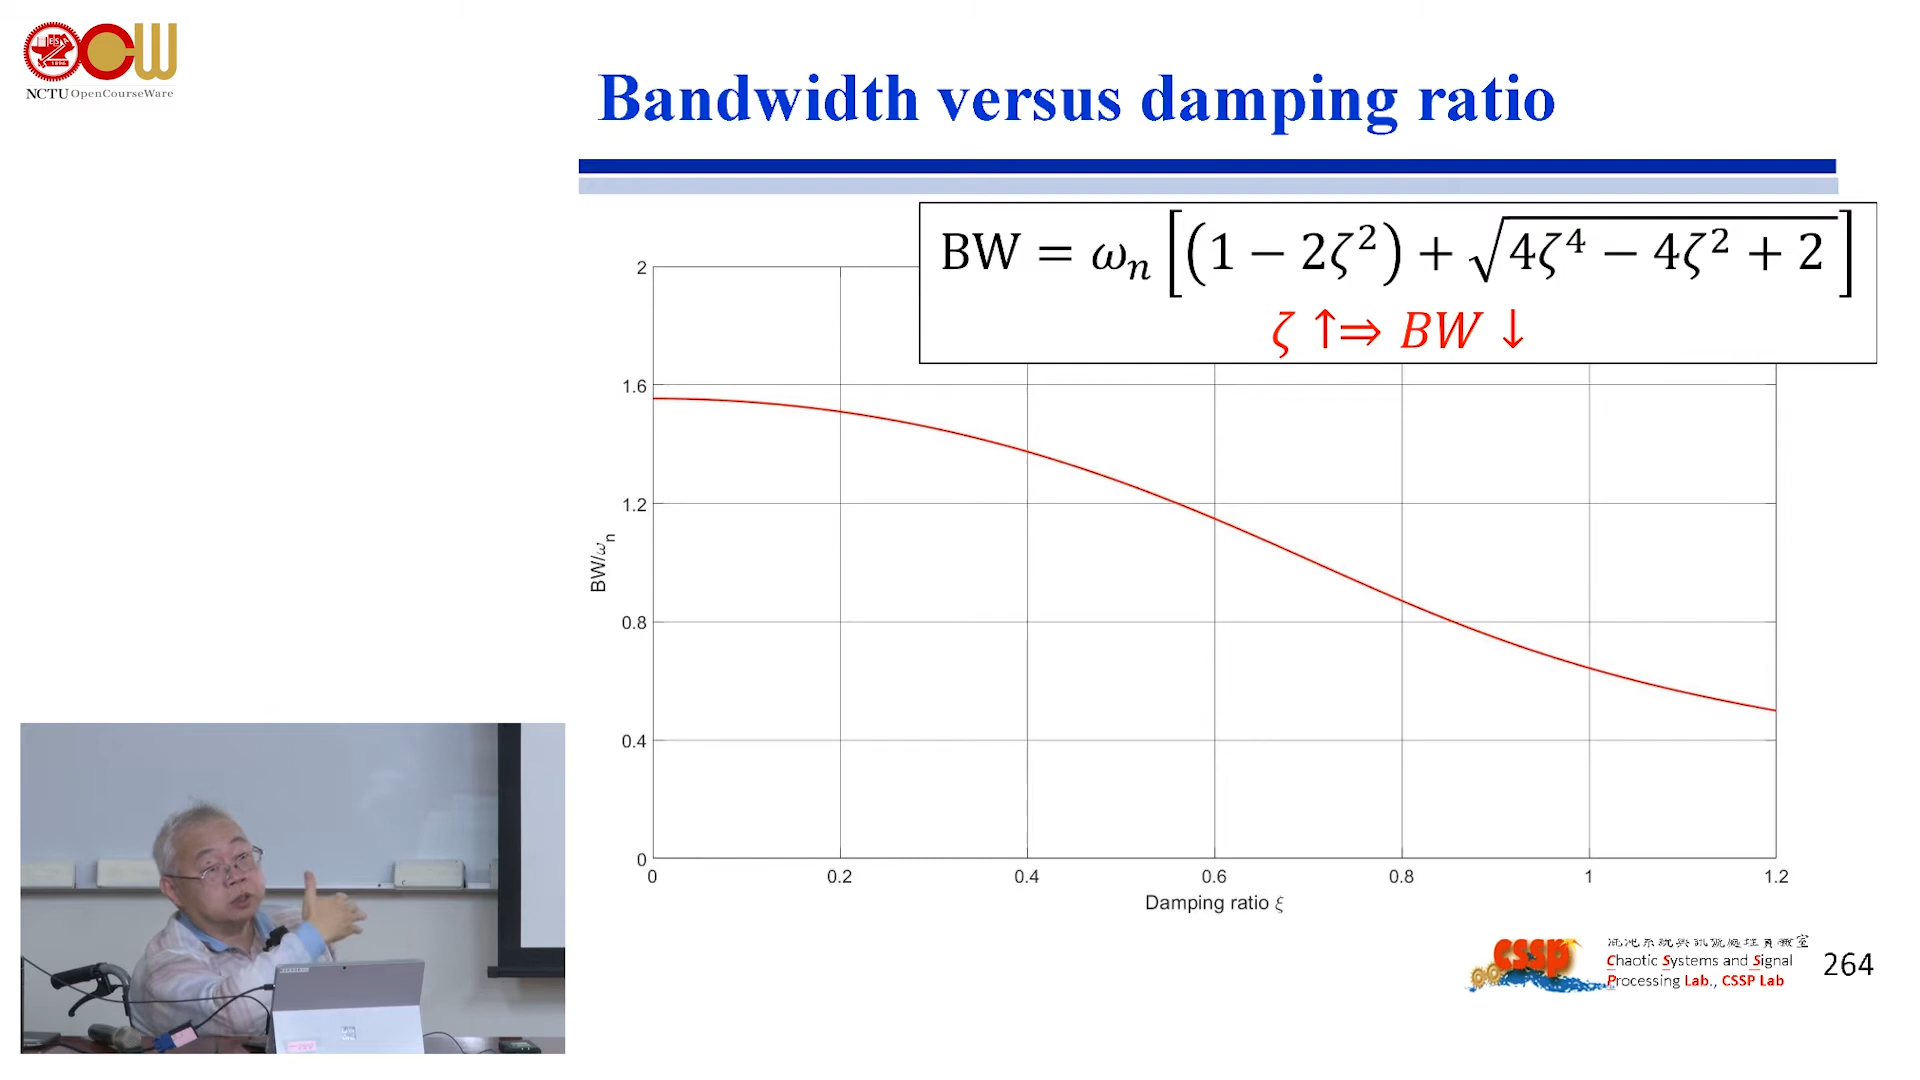 NCTU OpenCourseWare
Bandwidth versus damping ratio
BW = ωₙ[(1 − 2ζ²) + √(4ζ⁴ − 4ζ² + 2)]
ζ ↑⇒ BW ↓
2
1.6
1.2
0.8
0.4
0
BW/ωₙ
0 0.2 0.4 0.6 0.8 1 1.2
Damping ratio ξ
cssp
Chaotic Systems and Signal
Processing Lab., CSSP Lab
264